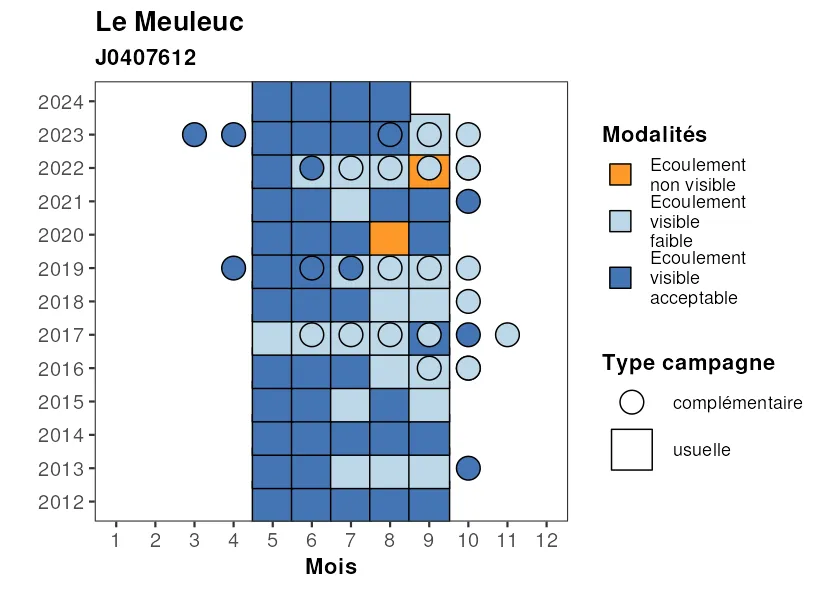 Le Meuleuc
J0407612
2024
2023
2022
2021
2020
2019
2018
2017
2016
2015
2014
2013
2012
1 2 3 4 5 6 7 8 9 10 11 12
Mois
Modalités
Ecoulement
non visible
Ecoulement
visible
faible
Ecoulement
visible
acceptable
Type campagne
complémentaire
usuelle